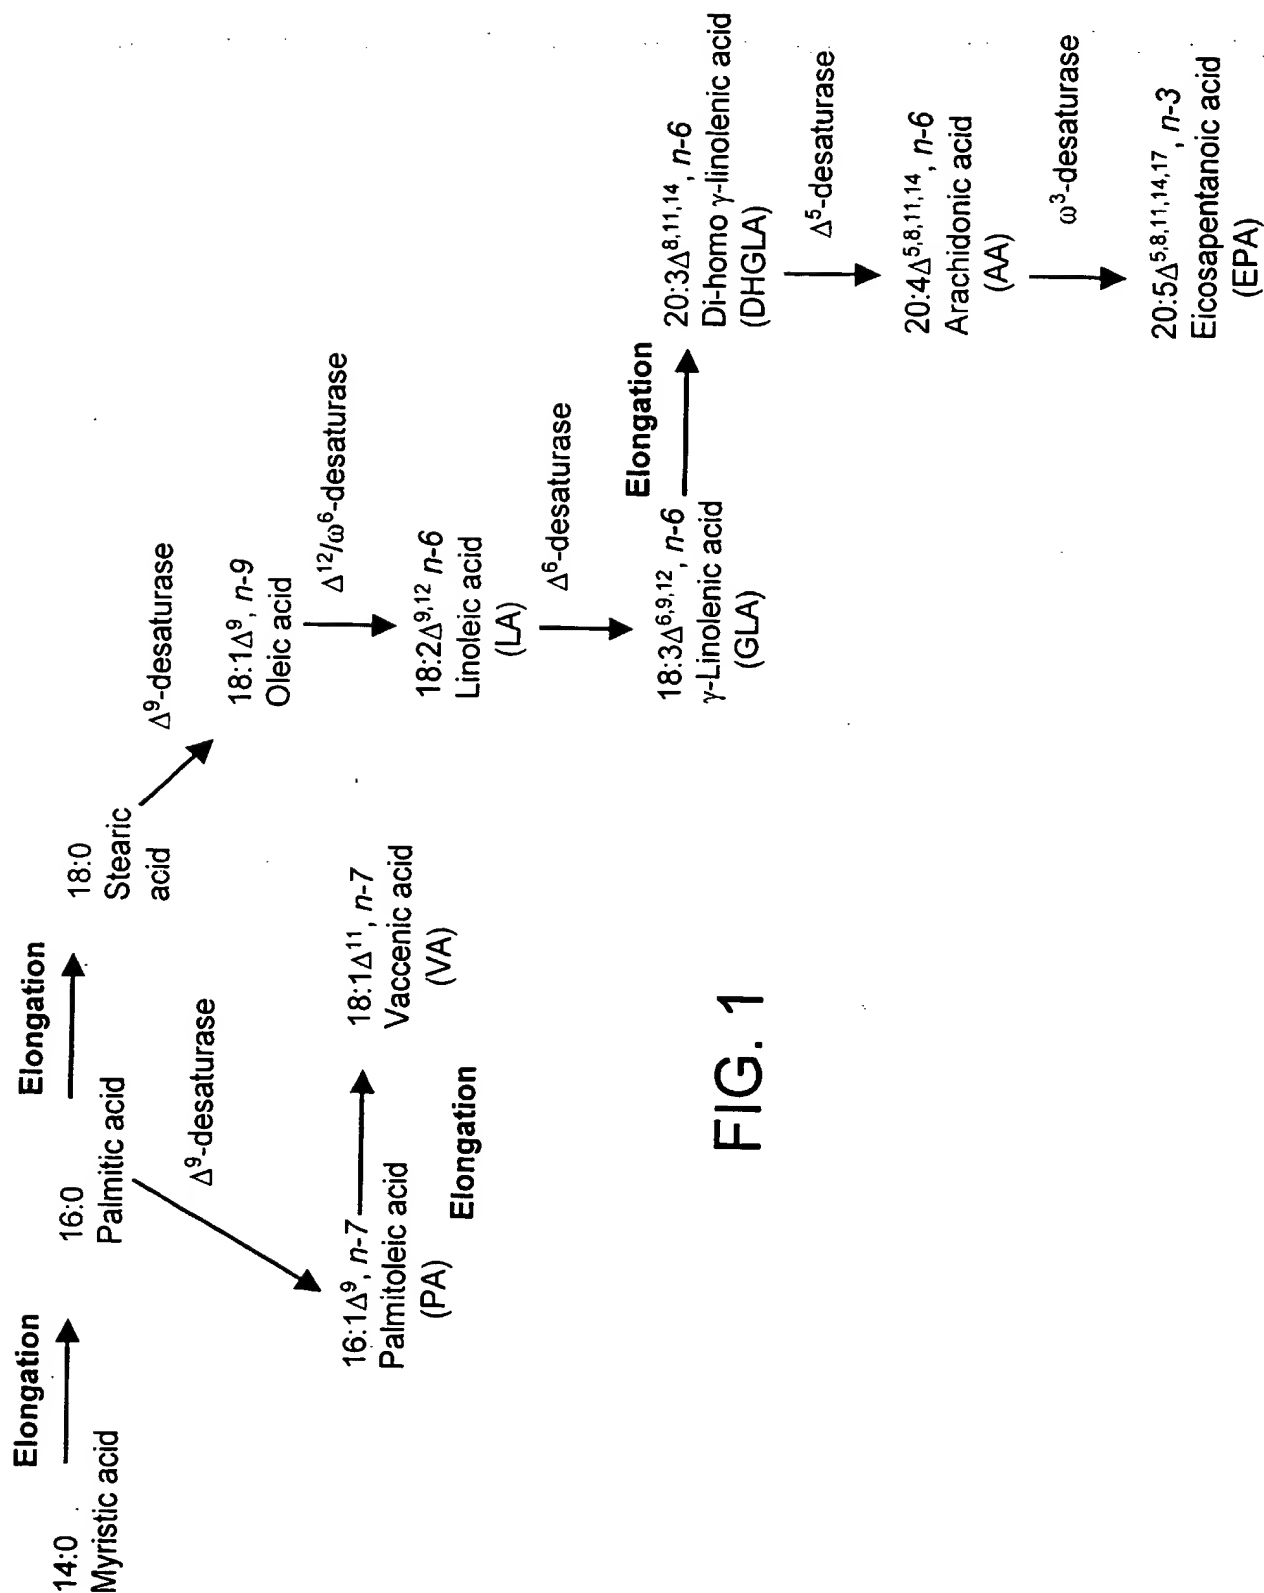 14:0
Myristic acid
Elongation
16:0
Palmitic acid
Elongation
18:0
Stearic
acid
Δ⁹-desaturase
16:1Δ⁹, n-7
Palmitoleic acid
(PA)
Elongation
18:1Δ¹¹, n-7
Vaccenic acid
(VA)
Δ⁹-desaturase
18:1Δ⁹, n-9
Oleic acid
Δ¹²/ω⁶-desaturase
18:2Δ⁹,¹² n-6
Linoleic acid
(LA)
Δ⁶-desaturase
18:3Δ⁶,⁹,¹², n-6
γ-Linolenic acid
(GLA)
Elongation
20:3Δ⁸,¹¹,¹⁴, n-6
Di-homo γ-linolenic acid
(DHGLA)
Δ⁵-desaturase
20:4Δ⁵,⁸,¹¹,¹⁴, n-6
Arachidonic acid
(AA)
ω³-desaturase
20:5Δ⁵,⁸,¹¹,¹⁴,¹⁷, n-3
Eicosapentanoic acid
(EPA)
FIG. 1